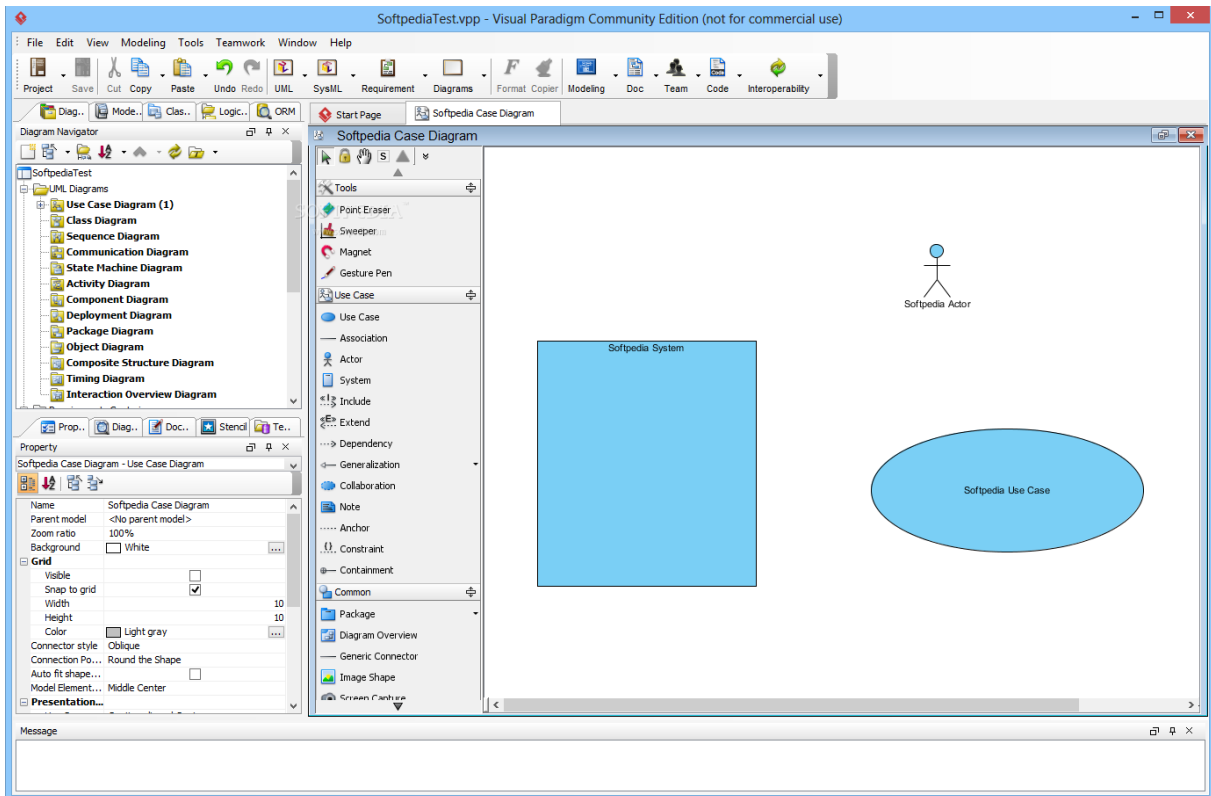 SoftpediaTest.vpp - Visual Paradigm Community Edition (not for commercial use)
File Edit View Modeling Tools Teamwork Window Help
Project Save Cut Copy Paste Undo Redo UML SysML Requirement Diagrams Format Copier Modeling Doc Team Code Interoperability
Diag.. Mode.. Clas.. Logic.. ORM
Start Page Softpedia Case Diagram
Diagram Navigator
SoftpediaTest
UML Diagrams
Use Case Diagram (1)
Class Diagram
Sequence Diagram
Communication Diagram
State Machine Diagram
Activity Diagram
Component Diagram
Deployment Diagram
Package Diagram
Object Diagram
Composite Structure Diagram
Timing Diagram
Interaction Overview Diagram
Prop.. Diag.. Doc.. Stencil Te..
Property
Softpedia Case Diagram - Use Case Diagram
Name Softpedia Case Diagram
Parent model <No parent model>
Zoom ratio 100%
Background White ...
Grid
Visible
Snap to grid
Width 10
Height 10
Color Light gray ...
Connector style Oblique
Connection Po... Round the Shape
Auto fit shape...
Model Element... Middle Center
Presentation...
Softpedia Case Diagram
S
Tools
Point Eraser
Sweeper
Magnet
Gesture Pen
Use Case
Use Case
Association
Actor
System
Include
Extend
Dependency
Generalization
Collaboration
Note
Anchor
Constraint
Containment
Common
Package
Diagram Overview
Generic Connector
Image Shape
Screen Capture
SOFTPEDIA
Softpedia Actor
Softpedia System
Softpedia Use Case
Message